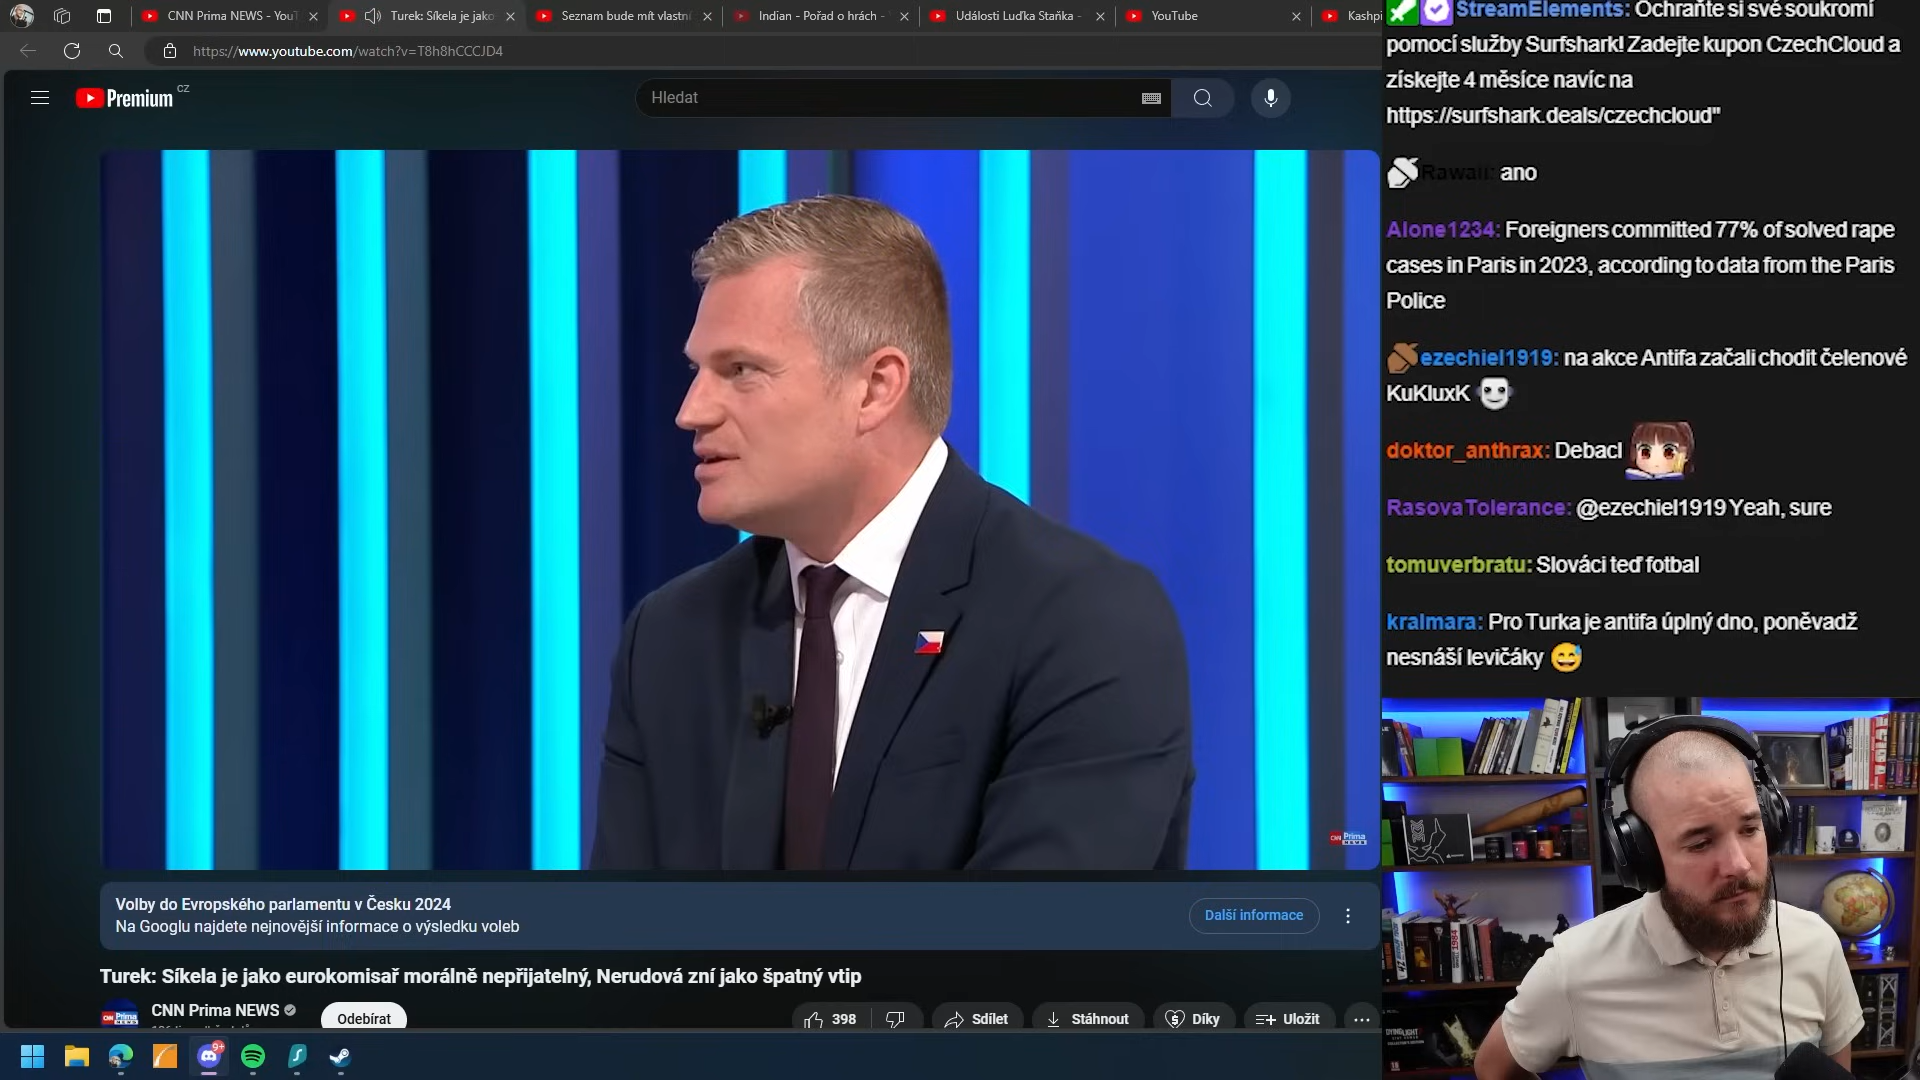 CNN Prima NEWS - YouT
Turek: Síkela je jako
Seznam bude mít vlastní
Indian - Pořad o hrách -
Události Luďka Staňka -
YouTube
Kashpi
https://www.youtube.com/watch?v=T8h8hCCCJD4
Premium CZ
Hledat
CNN Prima NEWS
Volby do Evropského parlamentu v Česku 2024
Na Googlu najdete nejnovější informace o výsledku voleb
Další informace
Turek: Síkela je jako eurokomisař morálně nepřijatelný, Nerudová zní jako špatný vtip
CNN Prima NEWS
Odebírat
398
Sdílet
Stáhnout
Díky
Uložit
9+
StreamElements: Ochraňte si své soukromí
pomocí služby Surfshark! Zadejte kupon CzechCloud a
získejte 4 měsíce navíc na
https://surfshark.deals/czechcloud"
ano
Alone1234: Foreigners committed 77% of solved rape
cases in Paris in 2023, according to data from the Paris
Police
ezechiel1919: na akce Antifa začali chodit čelenové
KuKluxK
doktor_anthrax: Debacl
RasovaTolerance: @ezechiel1919 Yeah, sure
tomuverbratu: Slováci teď fotbal
kralmara: Pro Turka je antifa úplný dno, poněvadž
nesnáší levičáky
1984